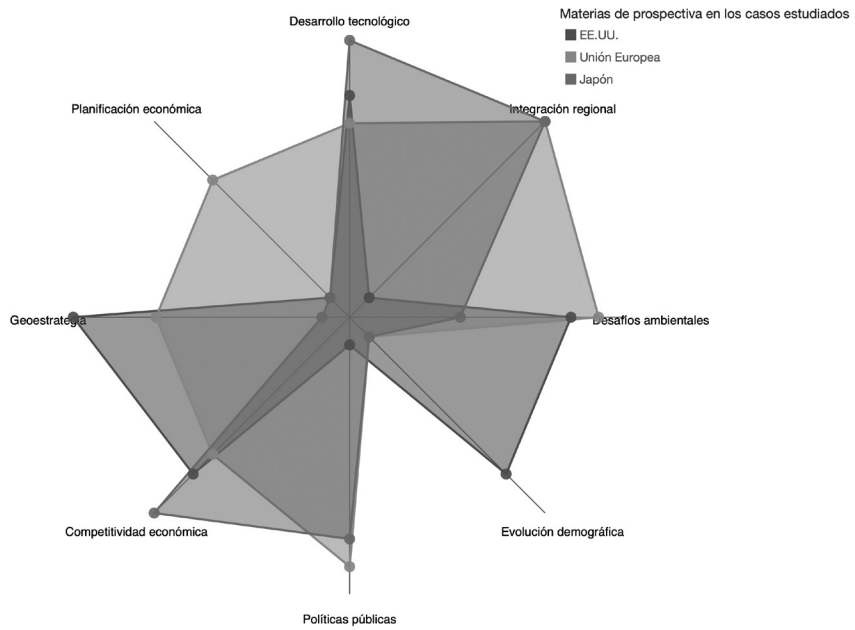 Materias de prospectiva en los casos estudiados
EE.UU.
Unión Europea
Japón
Desarrollo tecnológico
Planificación económica
Integración regional
Geoestrategia
Desafíos ambientales
Competitividad económica
Evolución demográfica
Políticas públicas